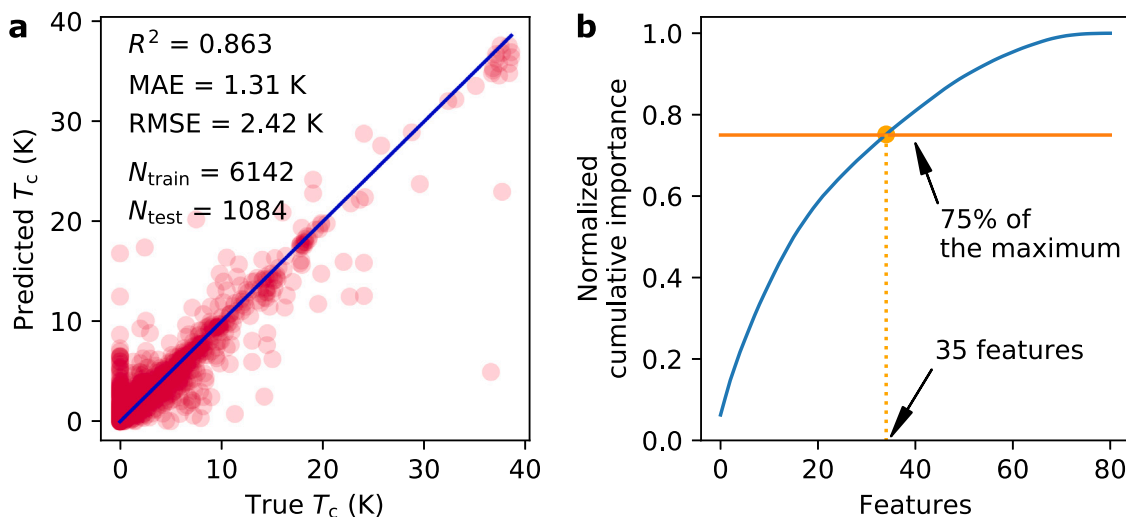 a
R² = 0.863
MAE = 1.31 K
RMSE = 2.42 K
N_train = 6142
N_test = 1084
Predicted T_c (K)
40
30
20
10
0
0 10 20 30 40
True T_c (K)
b
Normalized
cumulative importance
1.0
0.8
0.6
0.4
0.2
0.0
75% of
the maximum
35 features
0 20 40 60 80
Features